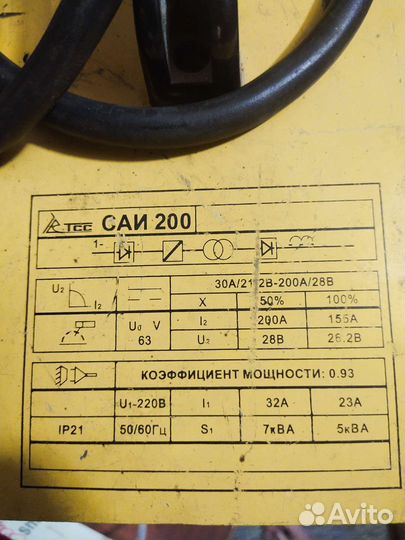 ТСС САИ 200
1~
U₂ 30А/21.2В-200А/28В
I₂ X 50% 100%
U₀ V I₂ 200А 155А
63 U₂ 28В 26.2В
КОЭФФИЦИЕНТ МОЩНОСТИ: 0.93
U₁-220В I₁ 32А 23А
IP21 50/60Гц S₁ 7кВА 5кВА
Avito